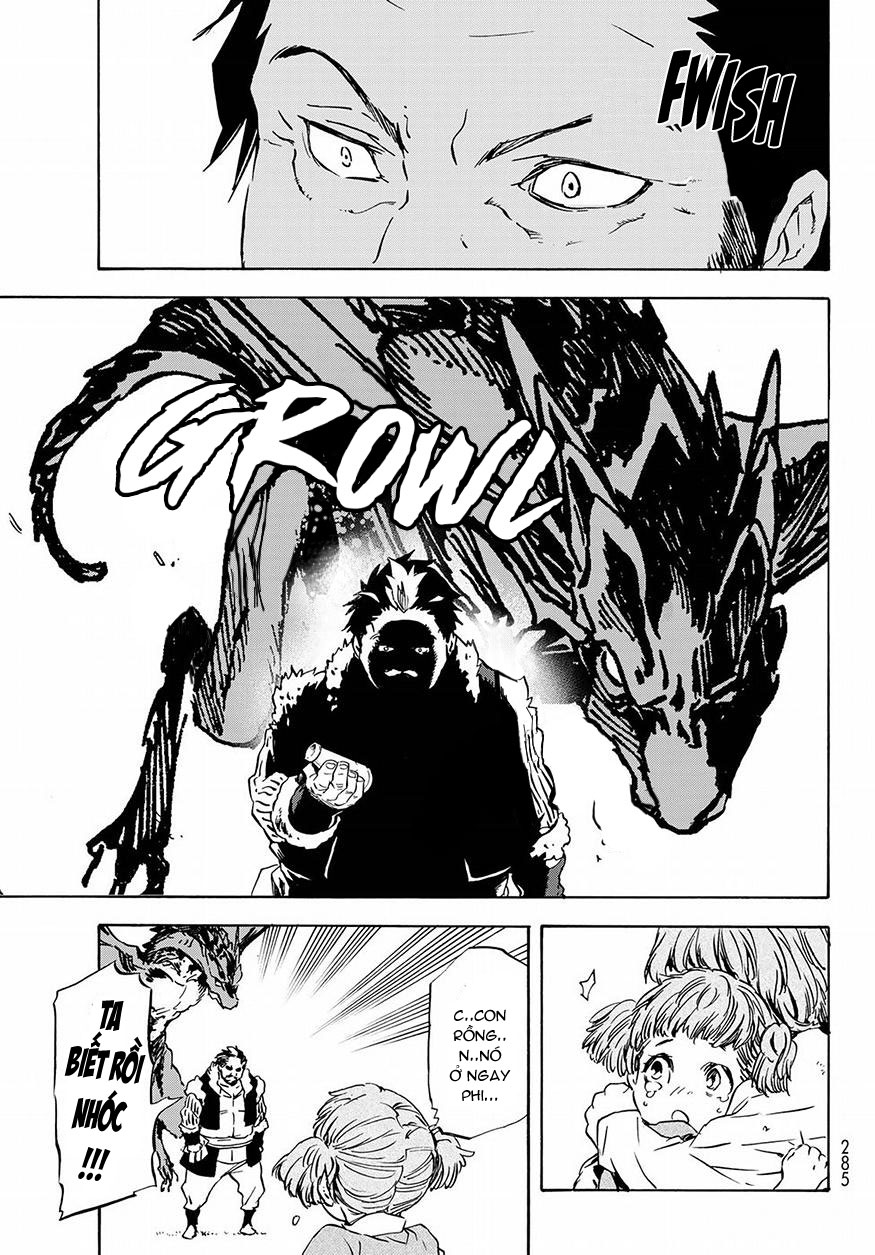 FWISH
GROWL
C..CON
RỒNG..
N..NÓ
Ở NGAY
PHI...
TA
BIẾT RỒI
NHÓC
!!!
285